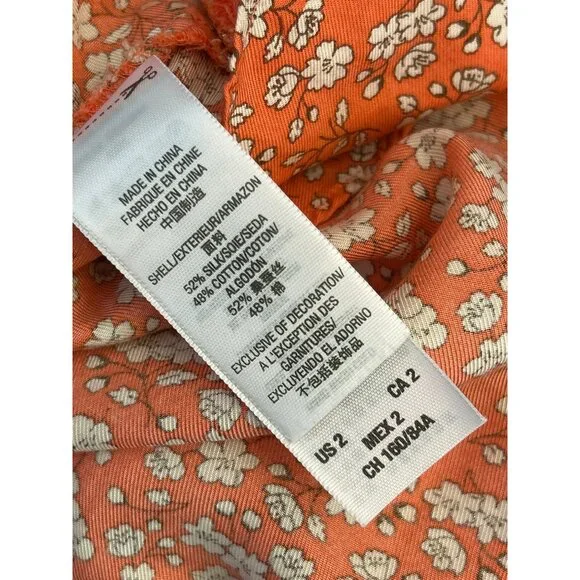 MADE IN CHINA
FABRIQUE EN CHINE
HECHO EN CHINA
中国制造
SHELL/EXTERIEUR/ARMAZON
面料
52% SILK/SOIE/SEDA
48% COTTON/COTON/
ALGODÓN
52% 桑蚕丝
48% 棉
EXCLUSIVE OF DECORATION/
A L'EXCEPTION DES
GARNITURES/
EXCLUYENDO EL ADORNO
不包括装饰品
US 2
CA 2
MEX 2
CH 160/84A